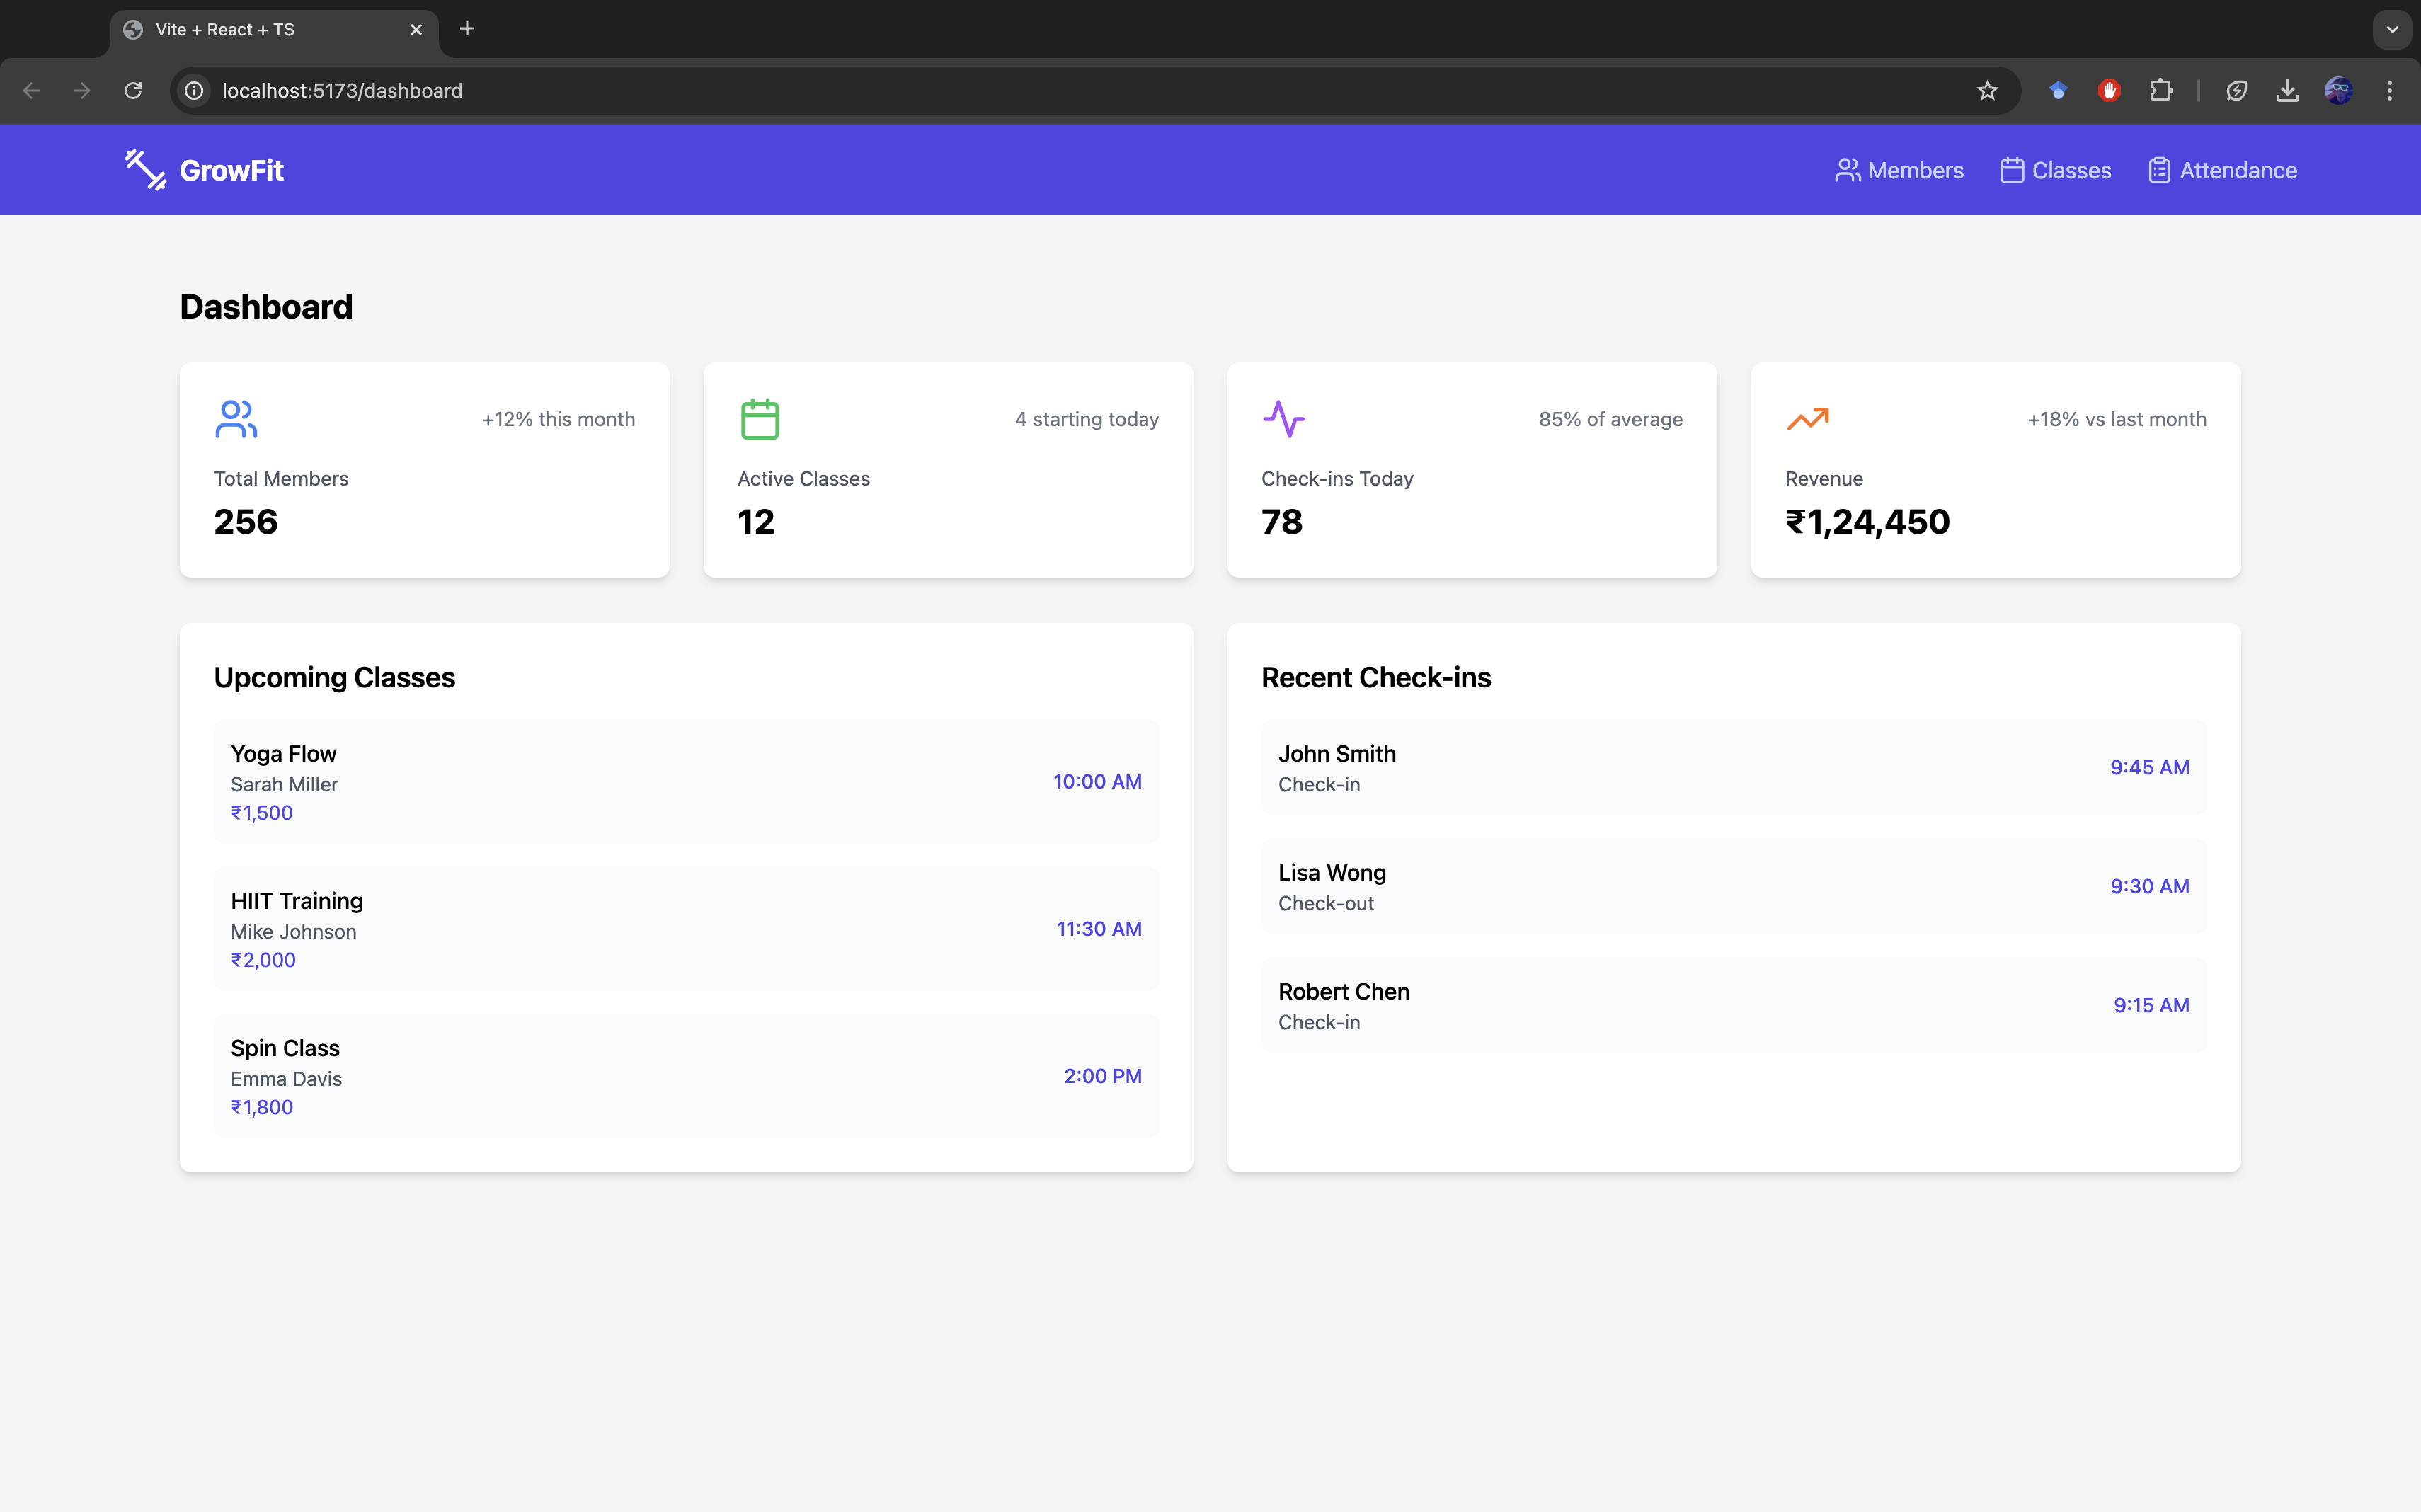 Vite + React + TS
localhost:5173/dashboard
GrowFit
Members
Classes
Attendance
Dashboard
+12% this month
Total Members
256
4 starting today
Active Classes
12
85% of average
Check-ins Today
78
+18% vs last month
Revenue
₹1,24,450
Upcoming Classes
Yoga Flow
Sarah Miller
₹1,500
10:00 AM
HIIT Training
Mike Johnson
₹2,000
11:30 AM
Spin Class
Emma Davis
₹1,800
2:00 PM
Recent Check-ins
John Smith
Check-in
9:45 AM
Lisa Wong
Check-out
9:30 AM
Robert Chen
Check-in
9:15 AM